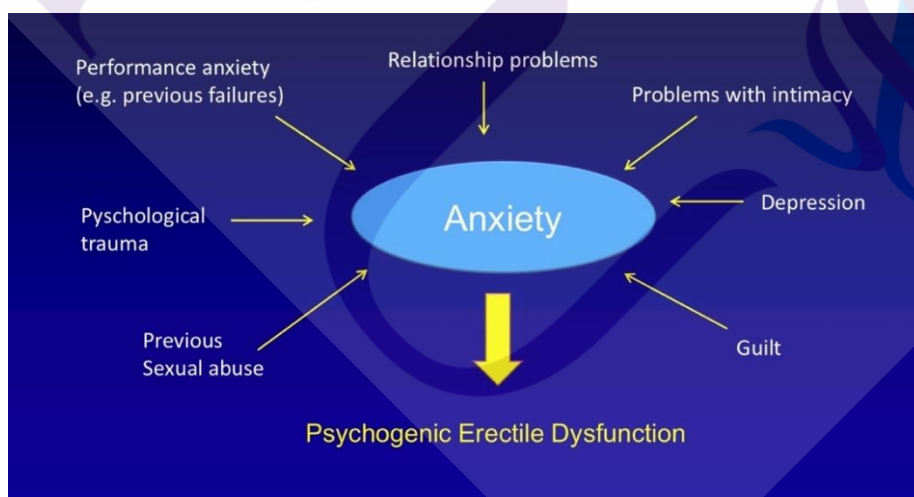 Relationship problems
Performance anxiety
(e.g. previous failures)
Problems with intimacy
Anxiety
Depression
Pyschological
trauma
Previous
Sexual abuse
Guilt
Psychogenic Erectile Dysfunction